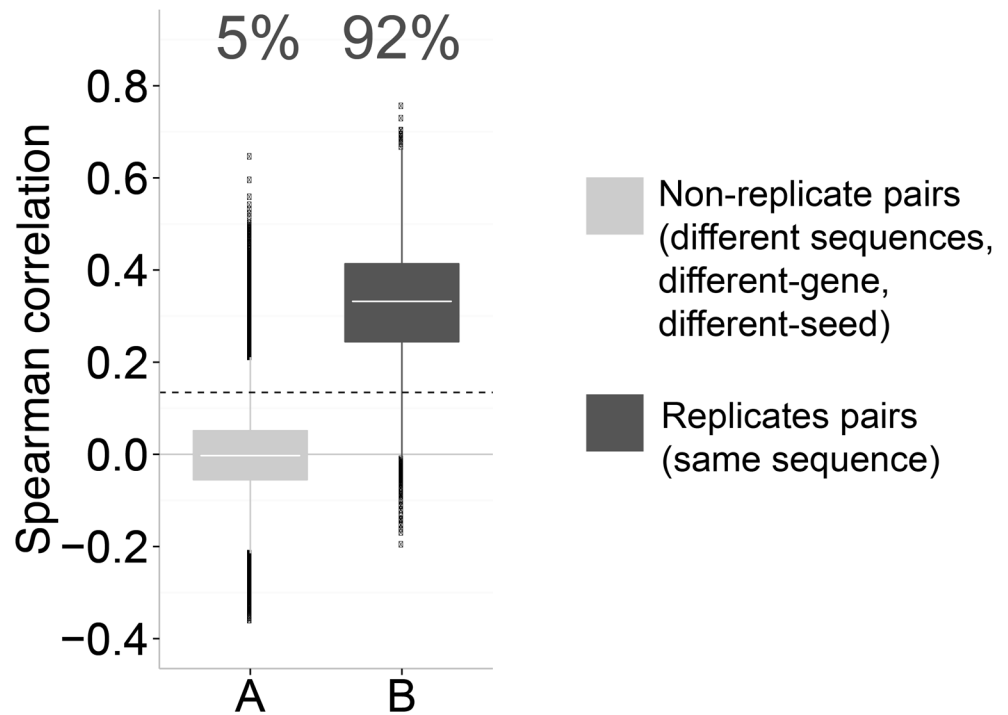 5% 92%
Spearman correlation
0.8
0.6
0.4
0.2
0.0
−0.2
−0.4
A B
Non-replicate pairs
(different sequences,
different-gene,
different-seed)
Replicates pairs
(same sequence)